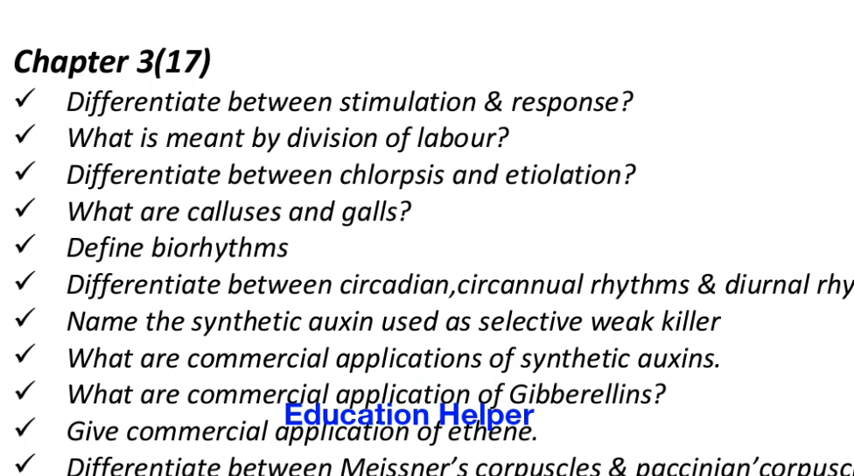 Chapter 3(17)
✓ Differentiate between stimulation & response?
✓ What is meant by division of labour?
✓ Differentiate between chlorpsis and etiolation?
✓ What are calluses and galls?
✓ Define biorhythms
✓ Differentiate between circadian,circannual rhythms & diurnal rhy
✓ Name the synthetic auxin used as selective weak killer
✓ What are commercial applications of synthetic auxins.
✓ What are commercial application of Gibberellins?
Education Helper
✓ Give commercial application of ethene.
✓ Differentiate between Meissner's corpuscles & paccinian'corpusc